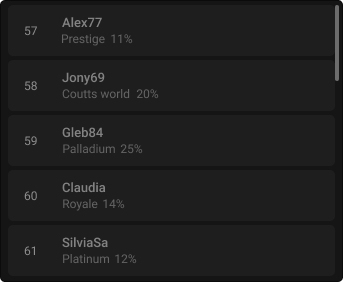 57
Alex77
Prestige 11%
58
Jony69
Coutts world 20%
59
Gleb84
Palladium 25%
60
Claudia
Royale 14%
61
SilviaSa
Platinum 12%